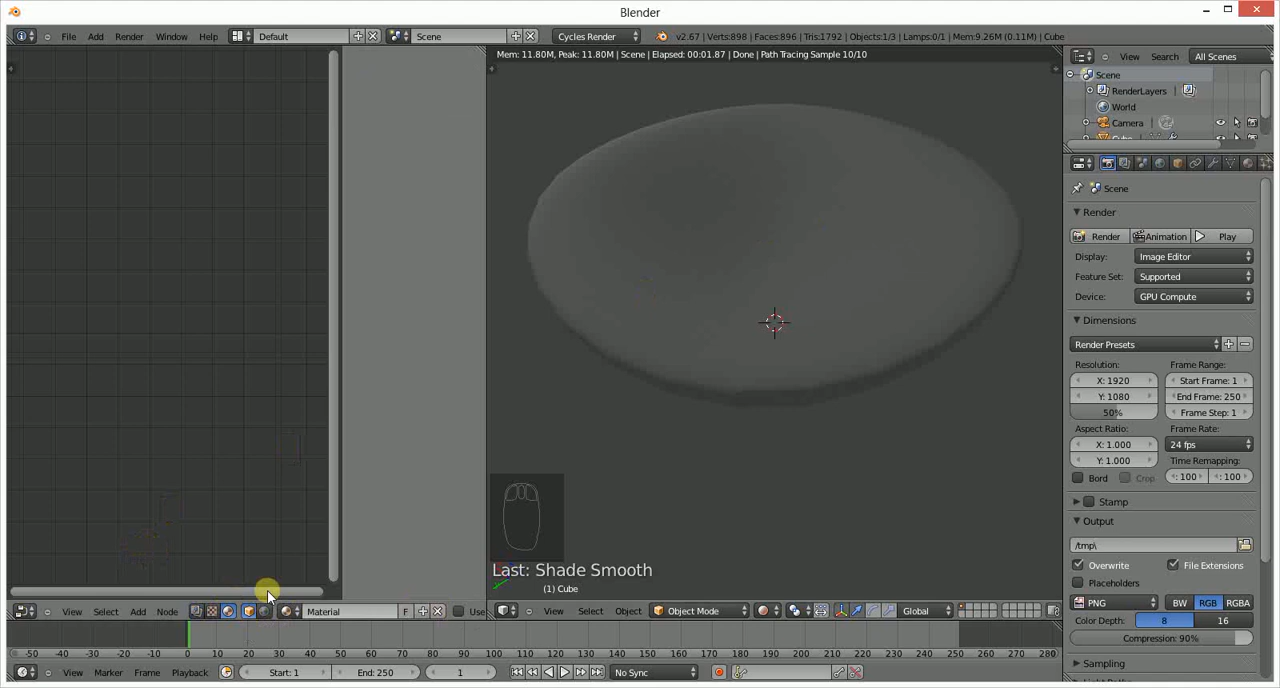 Blender
File Add Render Window Help Default Scene Cycles Render v2.67 | Verts:898 | Faces:896 | Tris:1792 | Objects:1/3 | Lamps:0/1 | Mem:9.26M (0.11M) | Cube
Mem: 11.80M, Peak: 11.80M | Scene | Elapsed: 00:01.87 | Done | Path Tracing Sample 10/10
View Search All Scenes
Scene
RenderLayers |
World
Camera
Scene
Render
Render Animation Play
Display: Image Editor
Feature Set: Supported
Device: GPU Compute
Dimensions
Render Presets
Resolution: Frame Range:
X: 1920 Start Frame: 1
Y: 1080 End Frame: 250
50% Frame Step: 1
Aspect Ratio: Frame Rate:
X: 1.000 24 fps
Y: 1.000 Time Remapping:
Bord Crop : 100 : 100
Stamp
Output
/tmp\
Overwrite File Extensions
Placeholders
PNG BW RGB RGBA
Color Depth: 8 16
Compression: 90%
Sampling
Last: Shade Smooth
(1) Cube
View Select Add Node Material F Use
View Select Object Object Mode Global
-50 -40 -30 -20 -10 0 10 20 30 40 50 60 70 80 90 100 110 120 130 140 150 160 170 180 190 200 210 220 230 240 250 260 270 280
View Marker Frame Playback Start: 1 End: 250 1 No Sync